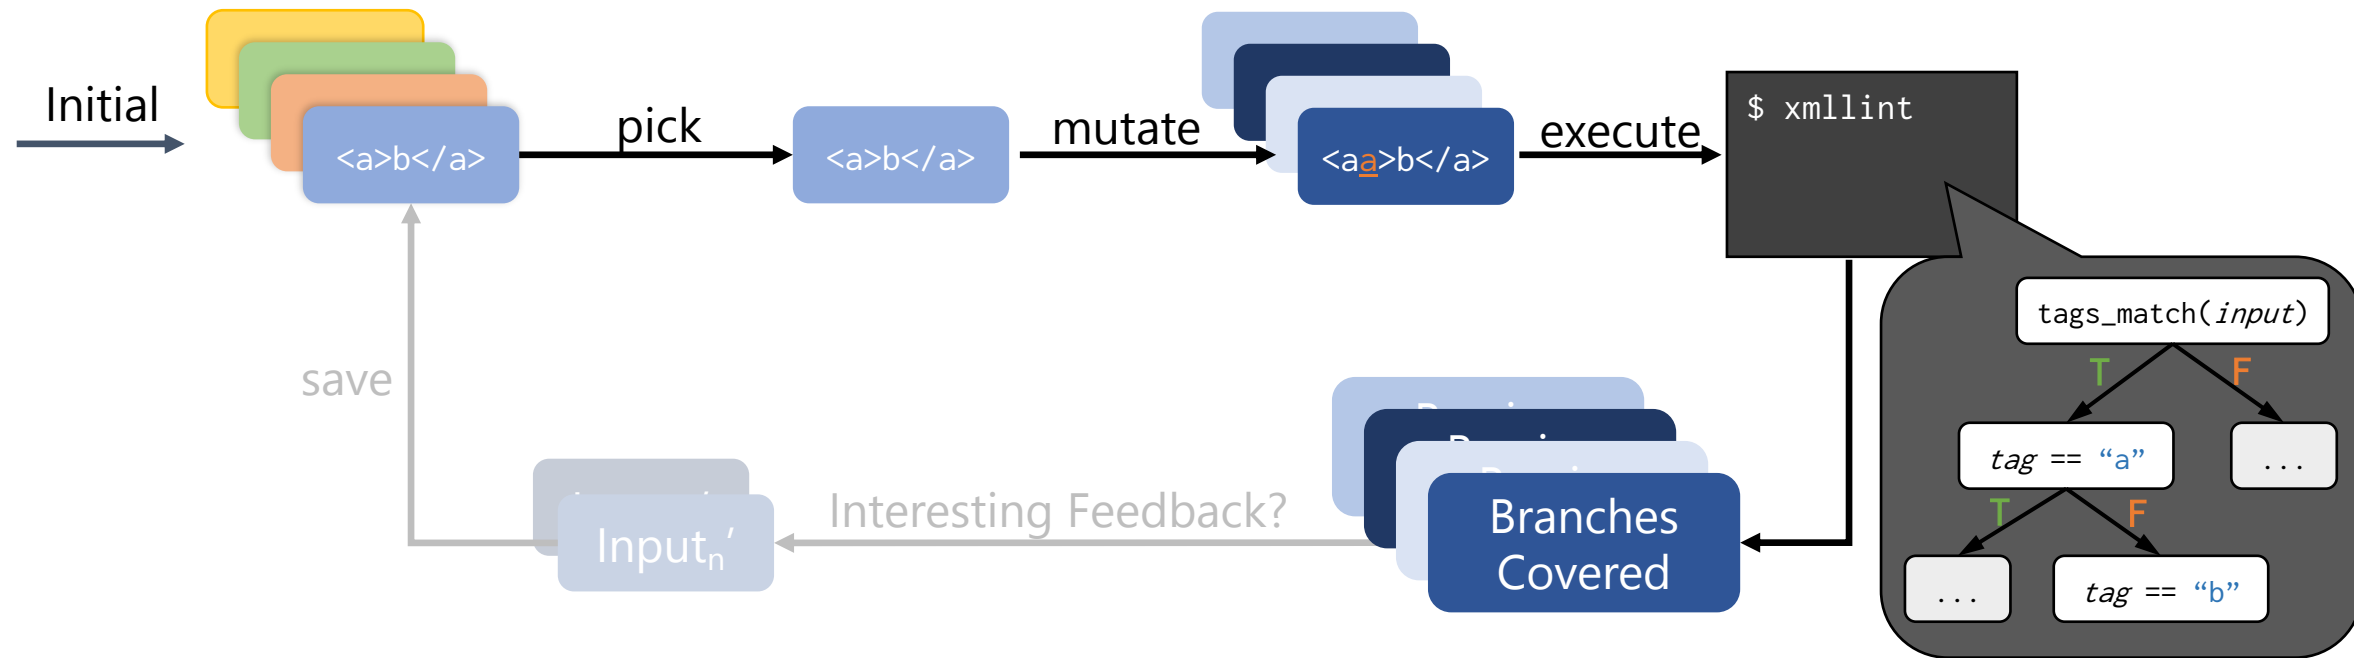 Initial
<a>b</a>
pick
<a>b</a>
mutate
<aa>b</a>
execute
$ xmllint
tags_match(input)
T
F
tag == “a”
...
T
F
...
tag == “b”
Branches
Covered
Interesting Feedback?
Inputn′
save